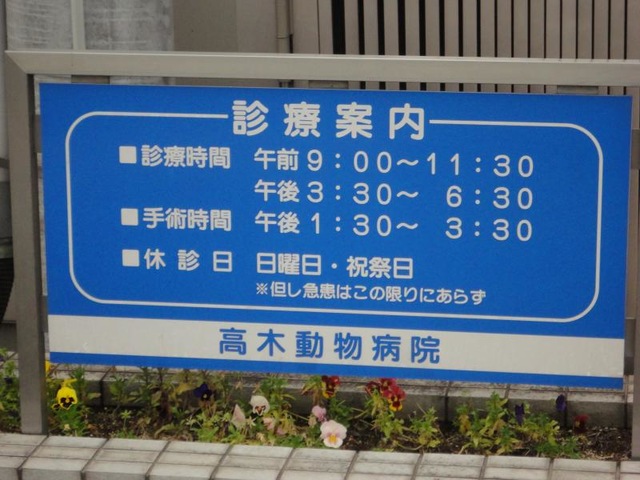 診療案内
■診療時間 午前9：00～11：30
午後3：30～ 6：30
■手術時間 午後1：30～ 3：30
■休診日 日曜日・祝祭日
※但し急患はこの限りにあらず
高木動物病院